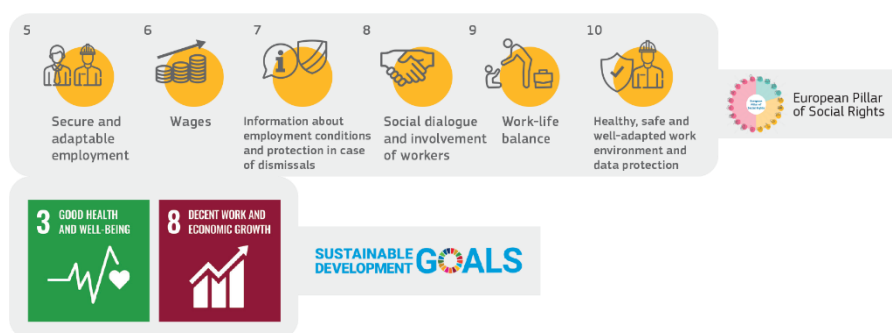 5
6
7
8
9
10
Secure and
adaptable
employment
Wages
Information about
employment conditions
and protection in case
of dismissals
Social dialogue
and involvement
of workers
Work-life
balance
Healthy, safe and
well-adapted work
environment and
data protection
European Pillar
of Social Rights
3 GOOD HEALTH
AND WELL-BEING
8 DECENT WORK AND
ECONOMIC GROWTH
SUSTAINABLE
DEVELOPMENT
GOALS